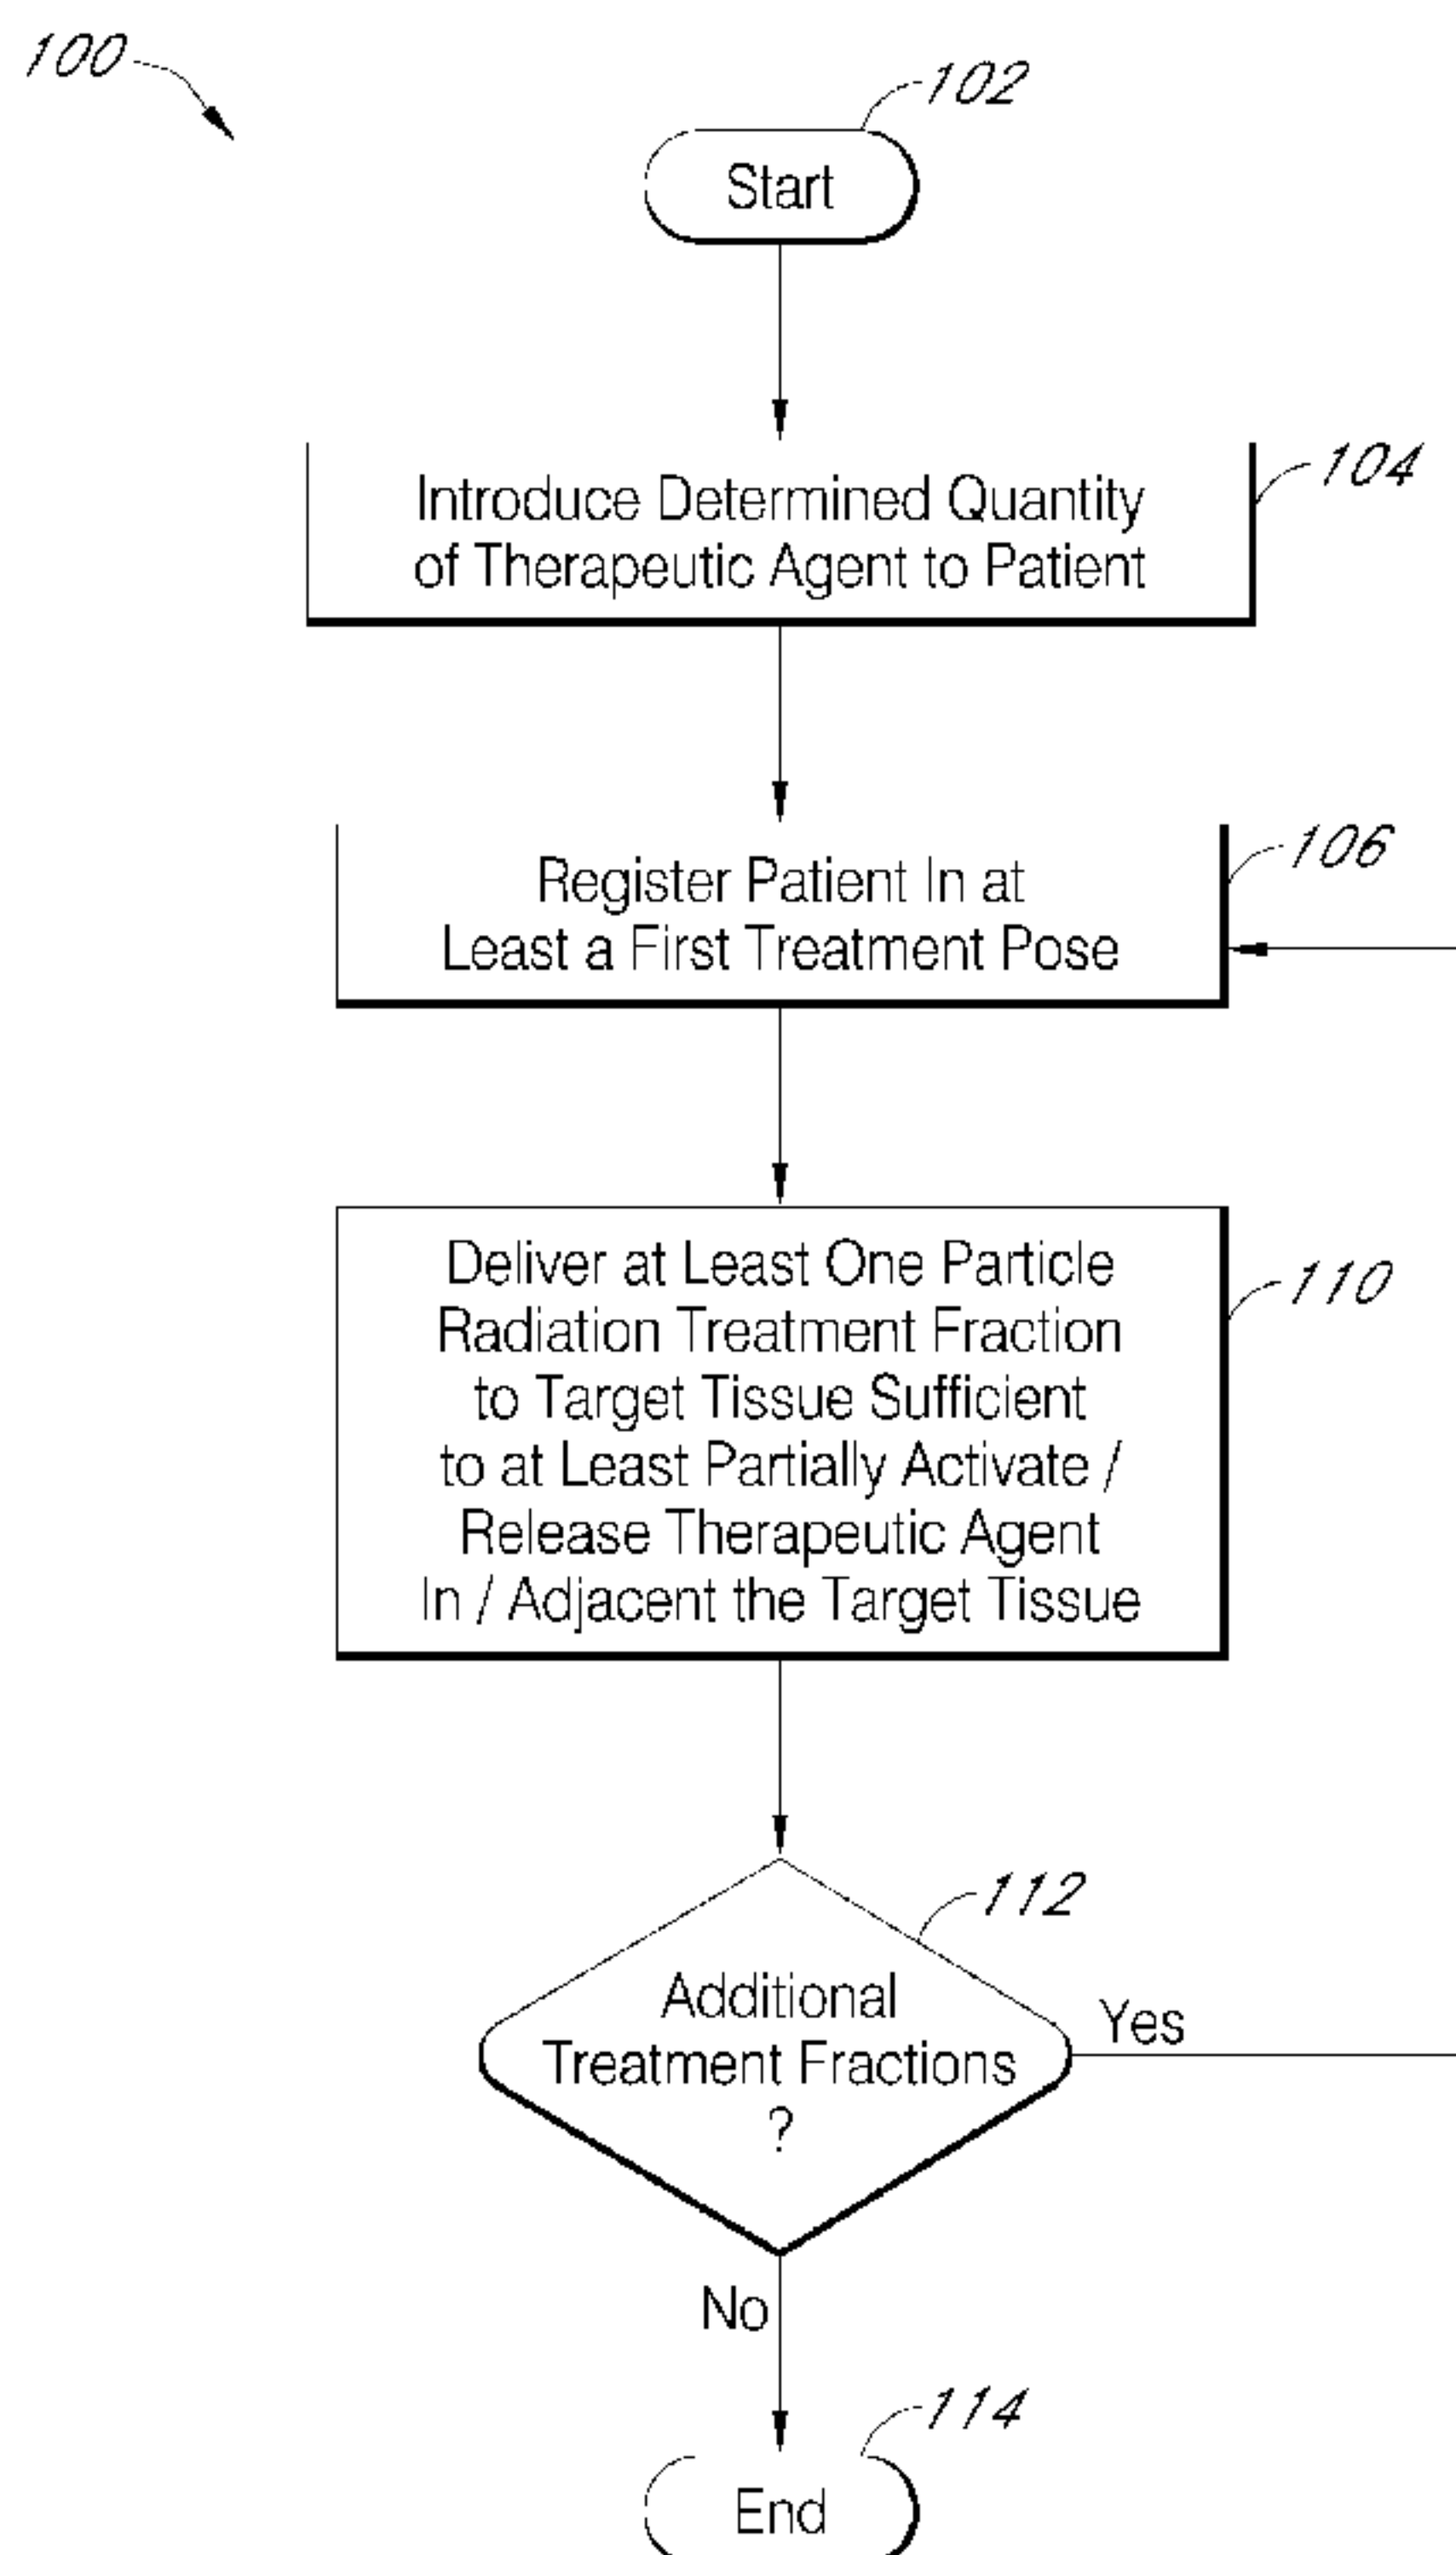 100
102
Start
104
Introduce Determined Quantity
of Therapeutic Agent to Patient
106
Register Patient In at
Least a First Treatment Pose
110
Deliver at Least One Particle
Radiation Treatment Fraction
to Target Tissue Sufficient
to at Least Partially Activate /
Release Therapeutic Agent
In / Adjacent the Target Tissue
112
Additional
Treatment Fractions
?
Yes
No
114
End